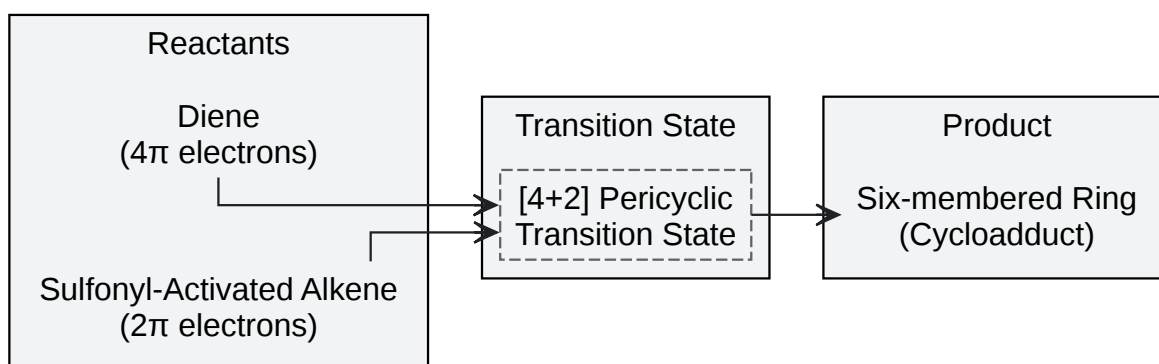 Reactants
Diene
(4π electrons)
Sulfonyl-Activated Alkene
(2π electrons)
Transition State
[4+2] Pericyclic
Transition State
Product
Six-membered Ring
(Cycloadduct)